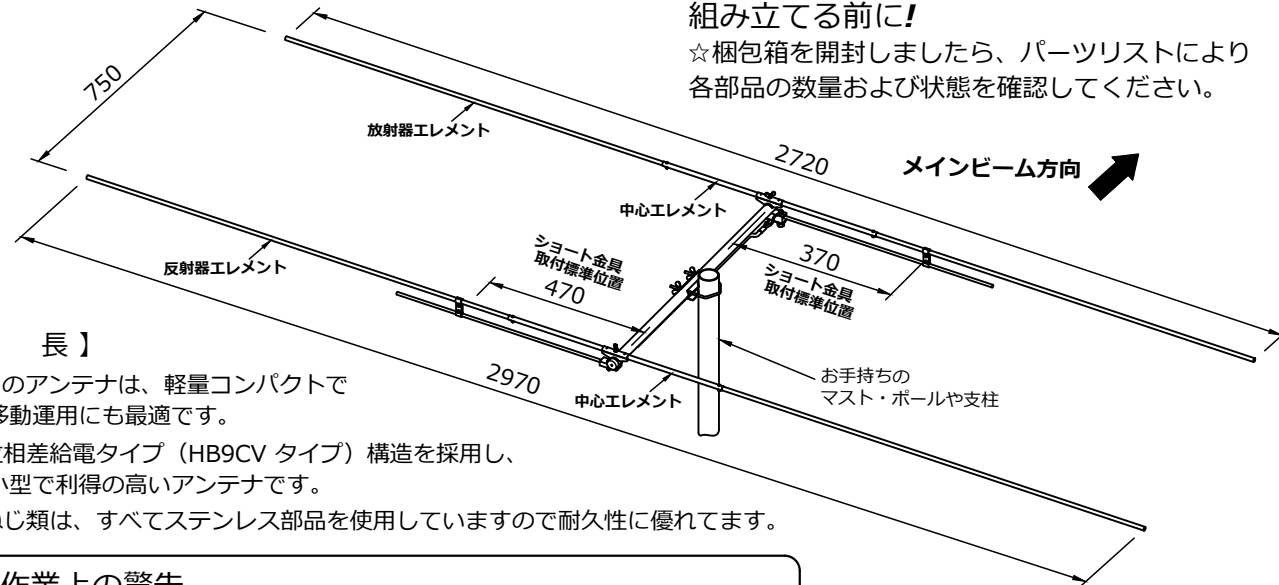 組み立てる前に!
☆梱包箱を開封しましたら、パーツリストにより
各部品の数量および状態を確認してください。
750
放射器エレメント
2720
メインビーム方向
中心エレメント
ショート金具
取付標準位置
470
370
ショート金具
取付標準位置
反射器エレメント
2970
中心エレメント
お手持ちの
マスト・ポールや支柱
長 】
のアンテナは、軽量コンパクトで
移動運用にも最適です。
相差給電タイプ（HB9CV タイプ）構造を採用し、
小型で利得の高いアンテナです。
じ類は、すべてステンレス部品を使用していますので耐久性に優れてます。
作業上の警告